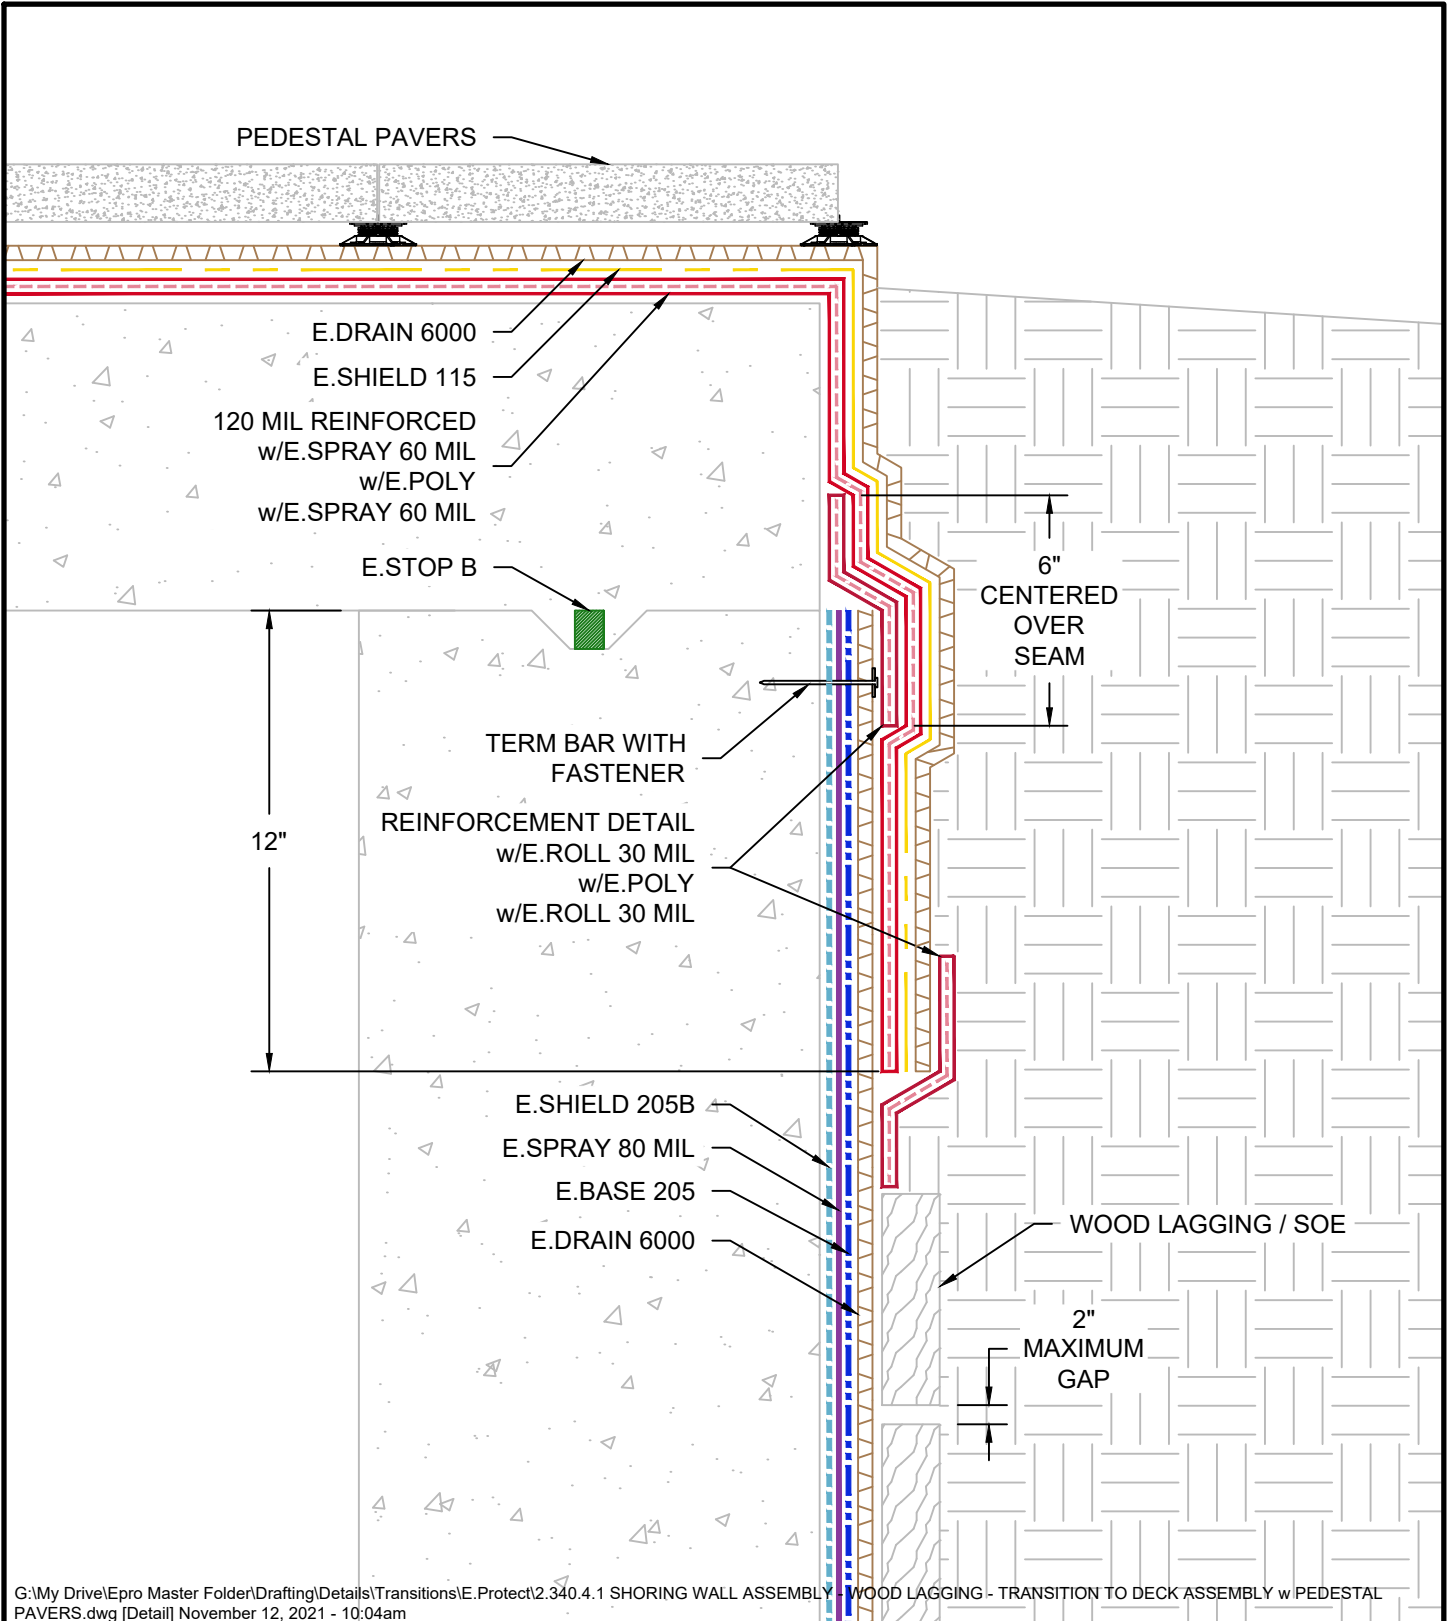 PEDESTAL PAVERS
E.DRAIN 6000
E.SHIELD 115
120 MIL REINFORCED
w/E.SPRAY 60 MIL
w/E.POLY
w/E.SPRAY 60 MIL
E.STOP B
6"
CENTERED
OVER
SEAM
TERM BAR WITH
FASTENER
12"
REINFORCEMENT DETAIL
w/E.ROLL 30 MIL
w/E.POLY
w/E.ROLL 30 MIL
E.SHIELD 205B
E.SPRAY 80 MIL
E.BASE 205
E.DRAIN 6000
WOOD LAGGING / SOE
2"
MAXIMUM
GAP
G:\My Drive\Epro Master Folder\Drafting\Details\Transitions\E.Protect\2.340.4.1 SHORING WALL ASSEMBLY - WOOD LAGGING - TRANSITION TO DECK ASSEMBLY w PEDESTAL
PAVERS.dwg [Detail] November 12, 2021 - 10:04am